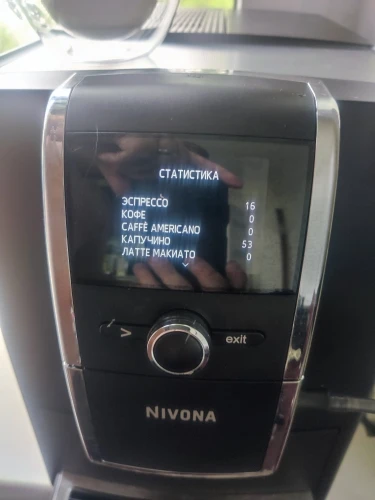 СТАТИСТИКА
ЭСПРЕССО 16
КОФЕ 0
CAFFÈ AMERICANO 0
КАПУЧИНО 53
ЛАТТЕ МАКИАТО 0
> exit
NIVONA